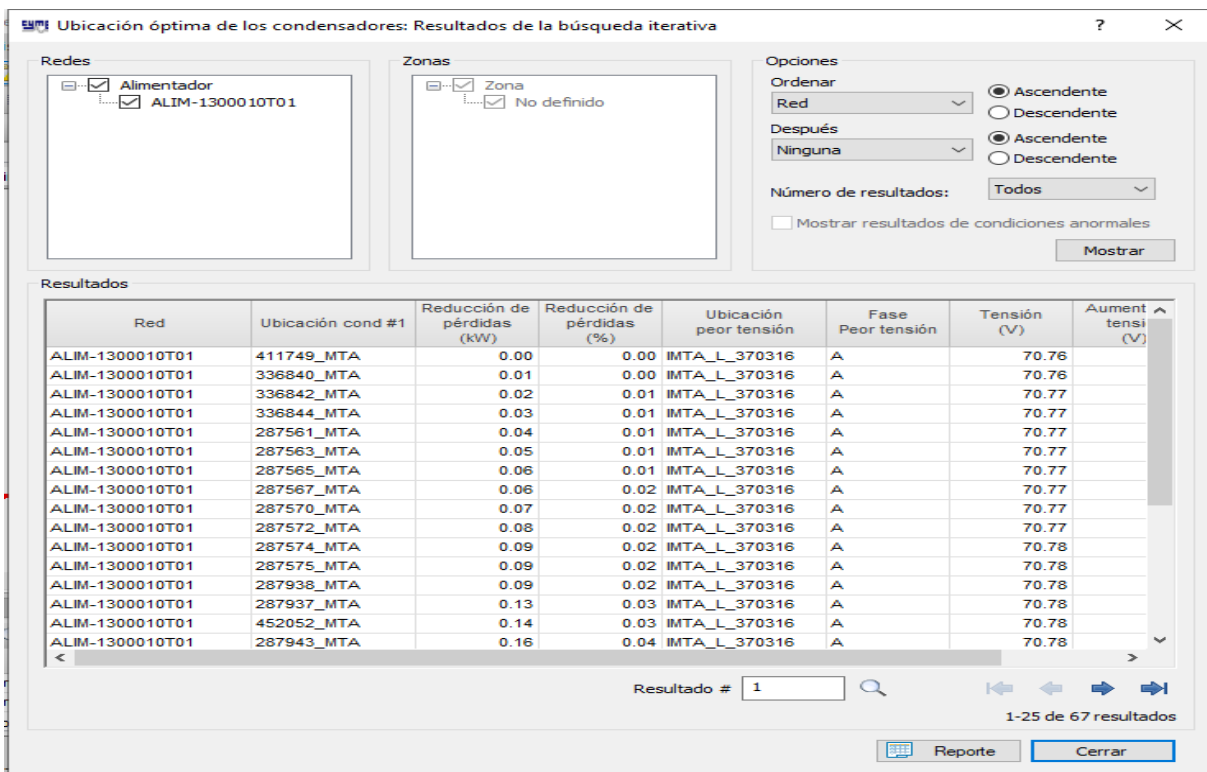 CYME Ubicación óptima de los condensadores: Resultados de la búsqueda iterativa ?
Redes
Alimentador
ALIM-1300010T01
Zonas
Zona
No definido
Opciones
Ordenar
Red
Ascendente
Descendente
Después
Ninguna
Ascendente
Descendente
Número de resultados: Todos
Mostrar resultados de condiciones anormales
Mostrar
Resultados
Red Ubicación cond #1 Reducción de pérdidas (kW) Reducción de pérdidas (%) Ubicación peor tensión Fase Peor tensión Tensión (V) Aument tensi (V)
ALIM-1300010T01 411749_MTA 0.00 0.00 IMTA_L_370316 A 70.76
ALIM-1300010T01 336840_MTA 0.01 0.00 IMTA_L_370316 A 70.76
ALIM-1300010T01 336842_MTA 0.02 0.01 IMTA_L_370316 A 70.77
ALIM-1300010T01 336844_MTA 0.03 0.01 IMTA_L_370316 A 70.77
ALIM-1300010T01 287561_MTA 0.04 0.01 IMTA_L_370316 A 70.77
ALIM-1300010T01 287563_MTA 0.05 0.01 IMTA_L_370316 A 70.77
ALIM-1300010T01 287565_MTA 0.06 0.01 IMTA_L_370316 A 70.77
ALIM-1300010T01 287567_MTA 0.06 0.02 IMTA_L_370316 A 70.77
ALIM-1300010T01 287570_MTA 0.07 0.02 IMTA_L_370316 A 70.77
ALIM-1300010T01 287572_MTA 0.08 0.02 IMTA_L_370316 A 70.77
ALIM-1300010T01 287574_MTA 0.09 0.02 IMTA_L_370316 A 70.78
ALIM-1300010T01 287575_MTA 0.09 0.02 IMTA_L_370316 A 70.78
ALIM-1300010T01 287938_MTA 0.09 0.02 IMTA_L_370316 A 70.78
ALIM-1300010T01 287937_MTA 0.13 0.03 IMTA_L_370316 A 70.78
ALIM-1300010T01 452052_MTA 0.14 0.03 IMTA_L_370316 A 70.78
ALIM-1300010T01 287943_MTA 0.16 0.04 IMTA_L_370316 A 70.78
Resultado # 1
1-25 de 67 resultados
Reporte Cerrar